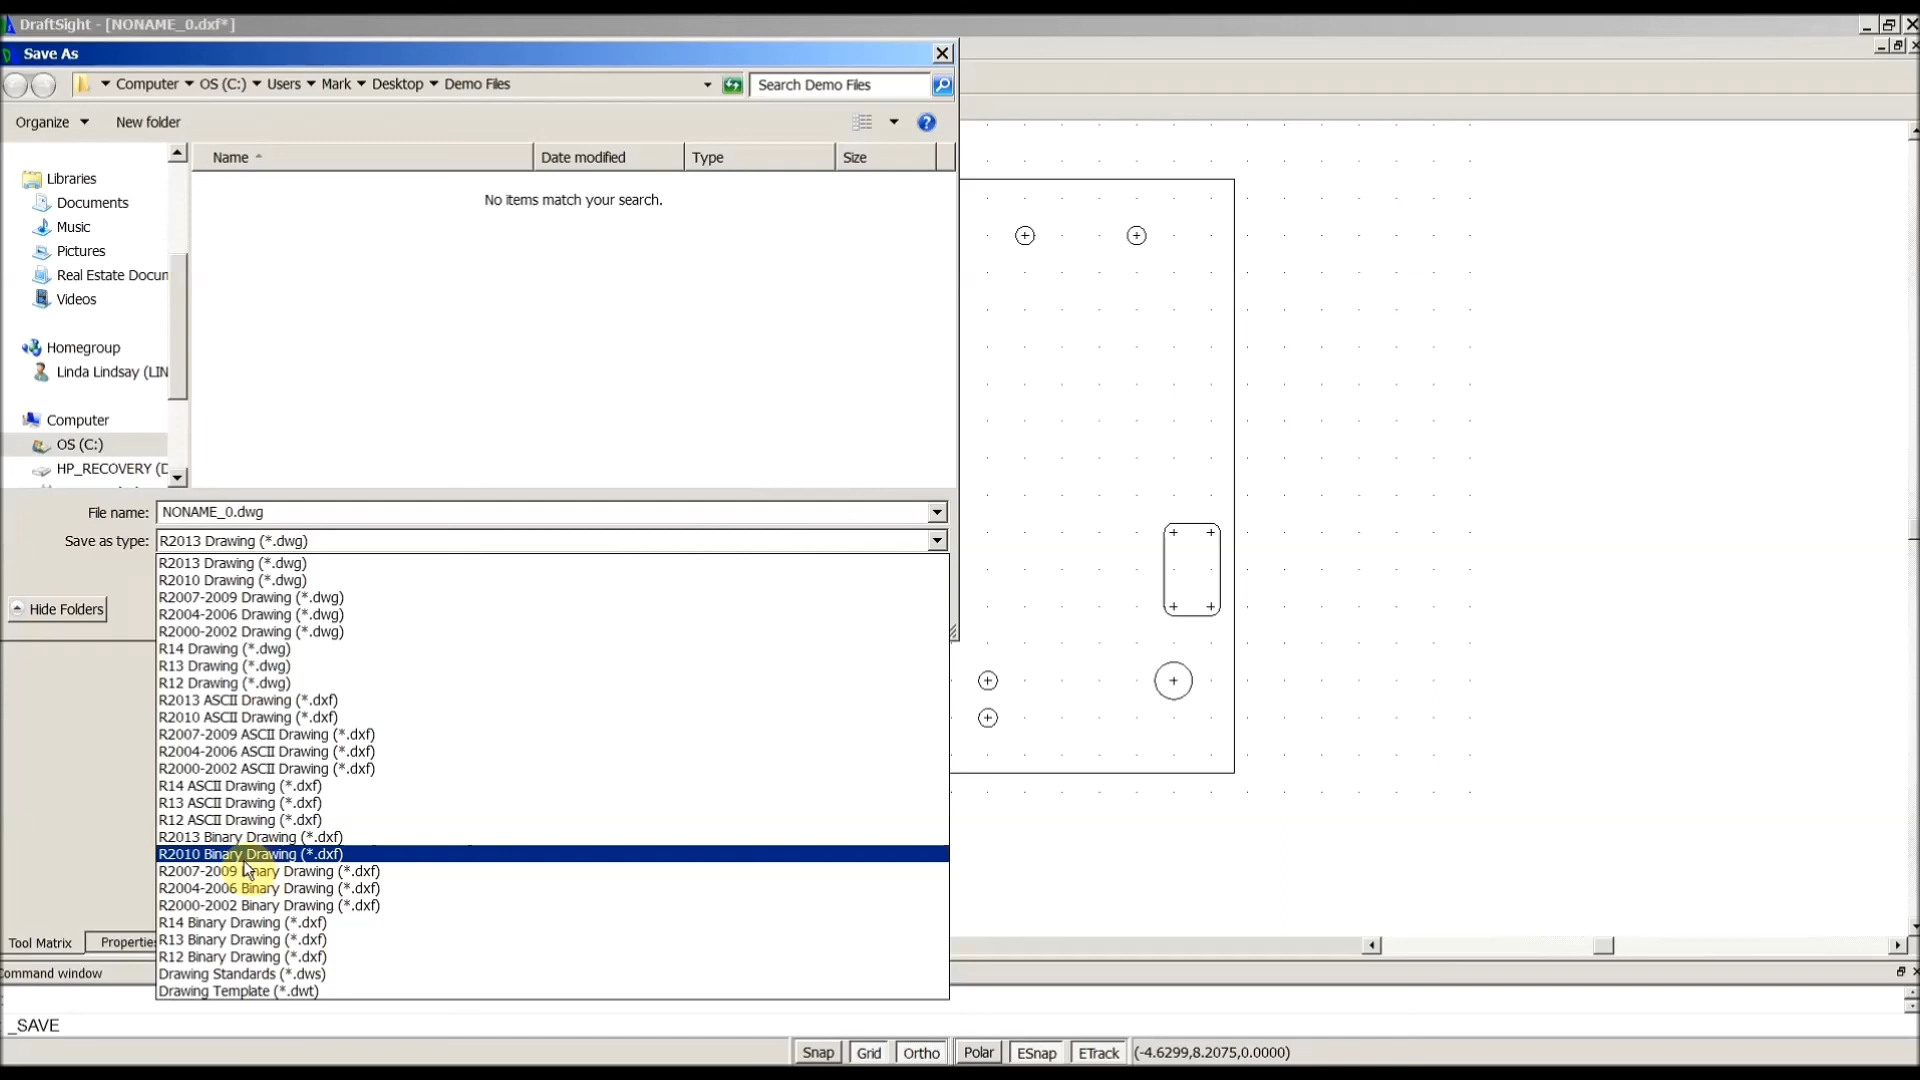 DraftSight - [NONAME_0.dxf*]
Save As
Computer OS (C:) Users Mark Desktop Demo Files
Search Demo Files
Organize New folder
Name Date modified Type Size
No items match your search.
Libraries
Documents
Music
Pictures
Real Estate Docum
Videos
Homegroup
Linda Lindsay (LIN
Computer
OS (C:)
HP_RECOVERY (D
File name: NONAME_0.dwg
Save as type: R2013 Drawing (*.dwg)
R2013 Drawing (*.dwg)
R2010 Drawing (*.dwg)
R2007-2009 Drawing (*.dwg)
R2004-2006 Drawing (*.dwg)
R2000-2002 Drawing (*.dwg)
R14 Drawing (*.dwg)
R13 Drawing (*.dwg)
R12 Drawing (*.dwg)
R2013 ASCII Drawing (*.dxf)
R2010 ASCII Drawing (*.dxf)
R2007-2009 ASCII Drawing (*.dxf)
R2004-2006 ASCII Drawing (*.dxf)
R2000-2002 ASCII Drawing (*.dxf)
R14 ASCII Drawing (*.dxf)
R13 ASCII Drawing (*.dxf)
R12 ASCII Drawing (*.dxf)
R2013 Binary Drawing (*.dxf)
R2010 Binary Drawing (*.dxf)
R2007-2009 Binary Drawing (*.dxf)
R2004-2006 Binary Drawing (*.dxf)
R2000-2002 Binary Drawing (*.dxf)
R14 Binary Drawing (*.dxf)
R13 Binary Drawing (*.dxf)
R12 Binary Drawing (*.dxf)
Drawing Standards (*.dws)
Drawing Template (*.dwt)
Hide Folders
Tool Matrix Properties
ommand window
_SAVE
Snap Grid Ortho Polar ESnap ETrack (-4.6299,8.2075,0.0000)